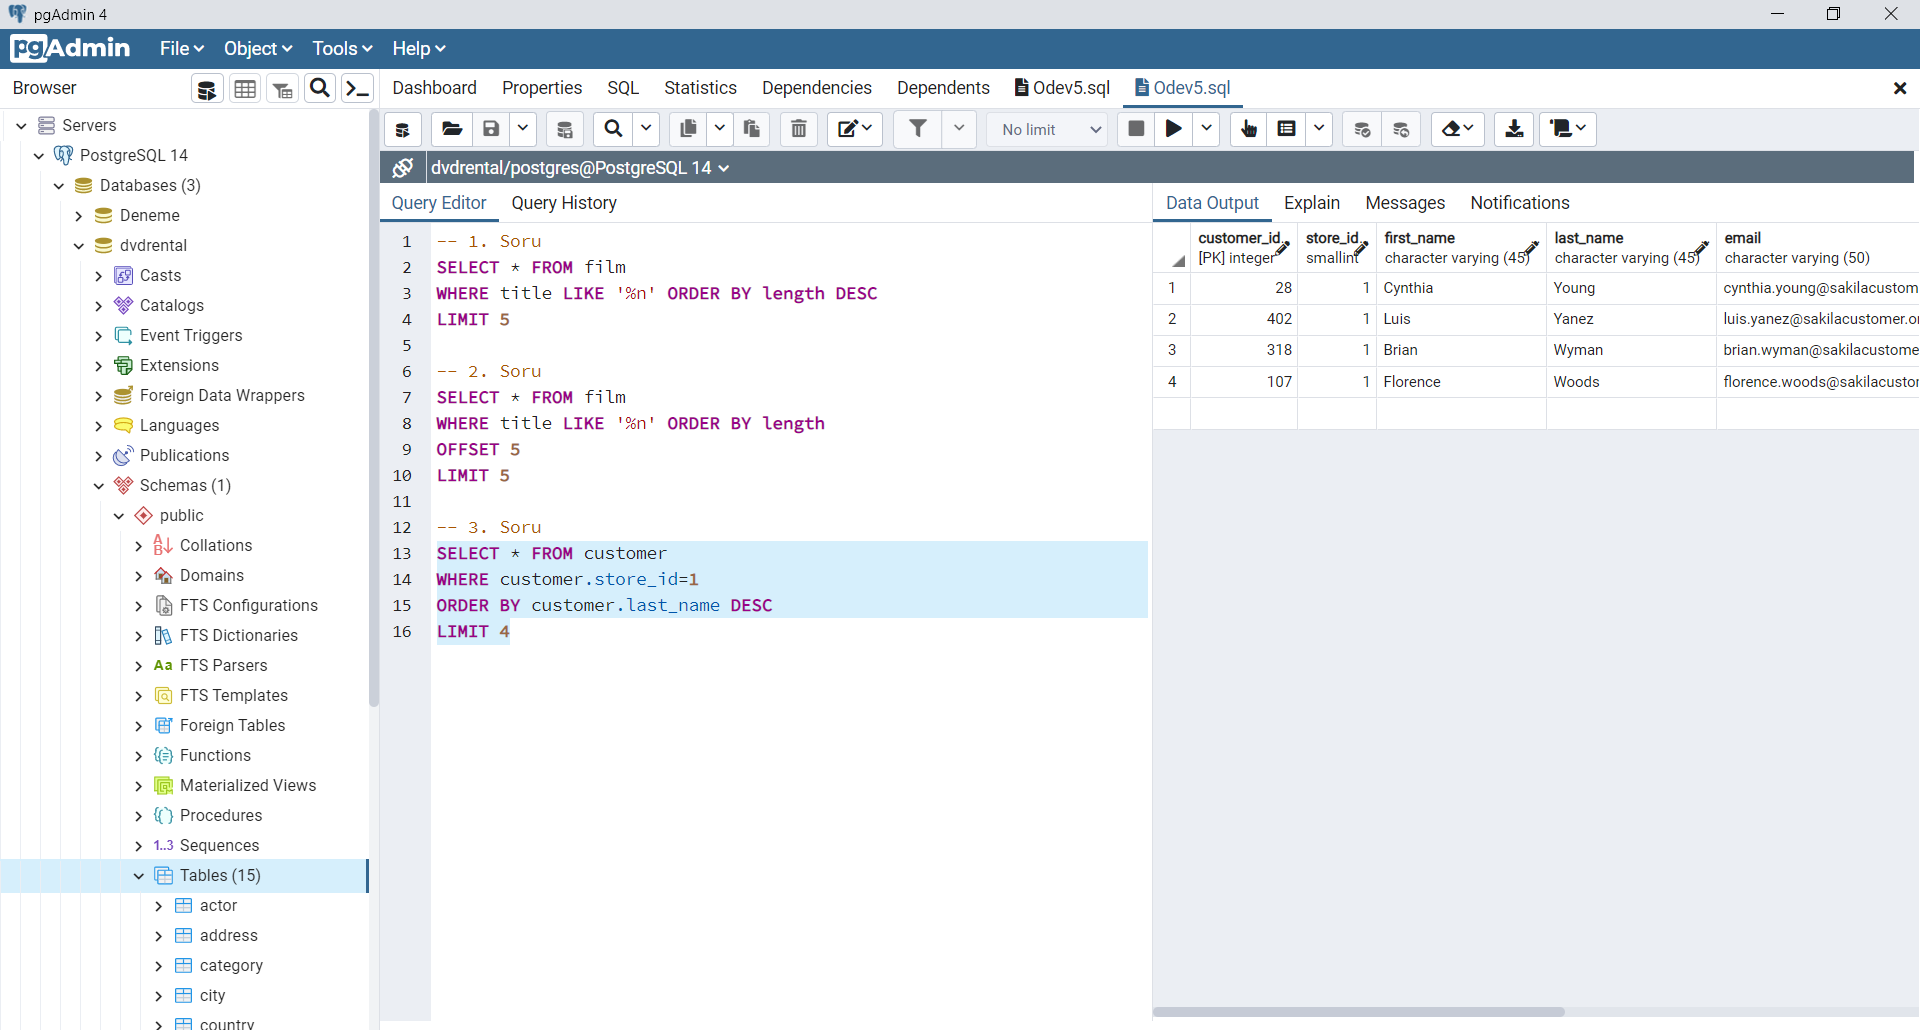 pgAdmin 4
pgAdmin File Object Tools Help
Browser
Dashboard Properties SQL Statistics Dependencies Dependents Odev5.sql Odev5.sql
No limit
dvdrental/postgres@PostgreSQL 14
Servers
PostgreSQL 14
Databases (3)
Deneme
dvdrental
Casts
Catalogs
Event Triggers
Extensions
Foreign Data Wrappers
Languages
Publications
Schemas (1)
public
Collations
Domains
FTS Configurations
FTS Dictionaries
Aa FTS Parsers
FTS Templates
Foreign Tables
Functions
Materialized Views
Procedures
1..3 Sequences
Tables (15)
actor
address
category
city
country
Query Editor Query History
1 -- 1. Soru
2 SELECT * FROM film
3 WHERE title LIKE '%n' ORDER BY length DESC
4 LIMIT 5
5
6 -- 2. Soru
7 SELECT * FROM film
8 WHERE title LIKE '%n' ORDER BY length
9 OFFSET 5
10 LIMIT 5
11
12 -- 3. Soru
13 SELECT * FROM customer
14 WHERE customer.store_id=1
15 ORDER BY customer.last_name DESC
16 LIMIT 4
Data Output Explain Messages Notifications
customer_id store_id first_name last_name email
[PK] integer smallint character varying (45) character varying (45) character varying (50)
1 28 1 Cynthia Young cynthia.young@sakilacustom
2 402 1 Luis Yanez luis.yanez@sakilacustomer.o
3 318 1 Brian Wyman brian.wyman@sakilacustome
4 107 1 Florence Woods florence.woods@sakilacusto